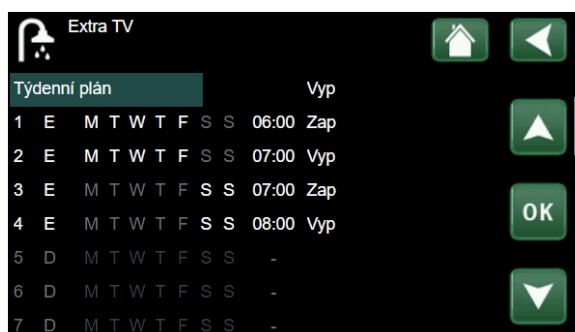 Extra TV
Týdenní plán Vyp
1 E M T W T F S S 06:00 Zap
2 E M T W T F S S 07:00 Vyp
3 E M T W T F S S 07:00 Zap
4 E M T W T F S S 08:00 Vyp
5 D M T W T F S S -
6 D M T W T F S S -
7 D M T W T F S S -
OK